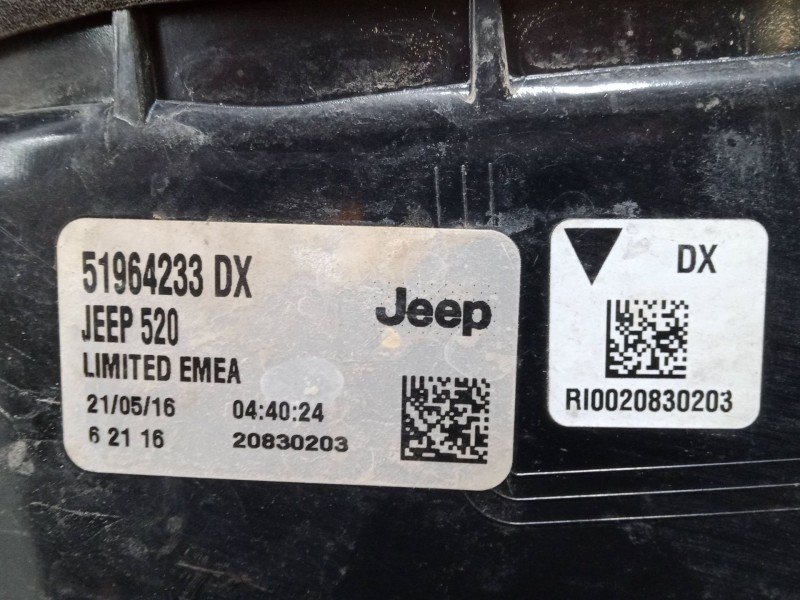 51964233 DX
JEEP 520
Jeep
LIMITED EMEA
21/05/16 04:40:24
6 21 16 20830203
DX
RI0020830203